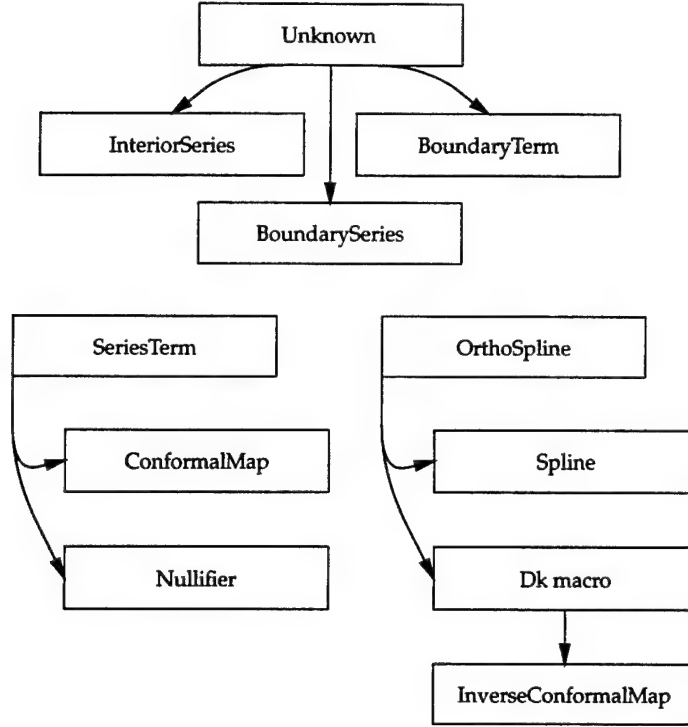 Unknown
InteriorSeries
BoundaryTerm
BoundarySeries
SeriesTerm
OrthoSpline
ConformalMap
Spline
Nullifier
Dk macro
InverseConformalMap